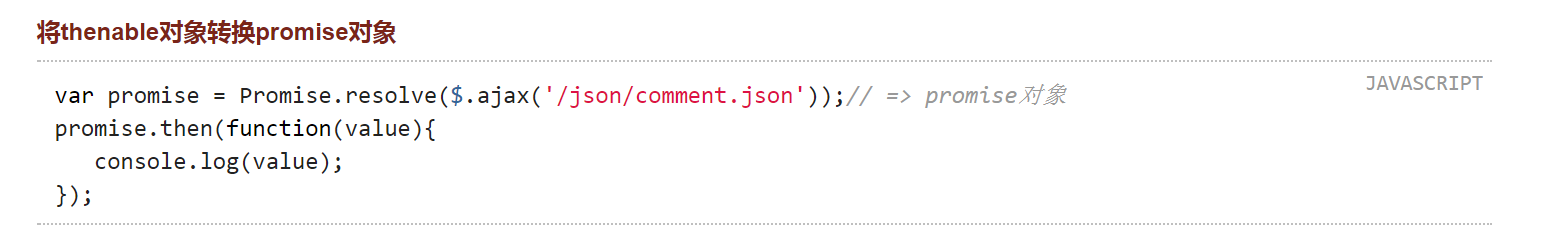 将thenable对象转换promise对象
JAVASCRIPT
var promise = Promise.resolve($.ajax('/json/comment.json'));// => promise对象
promise.then(function(value){
   console.log(value);
});